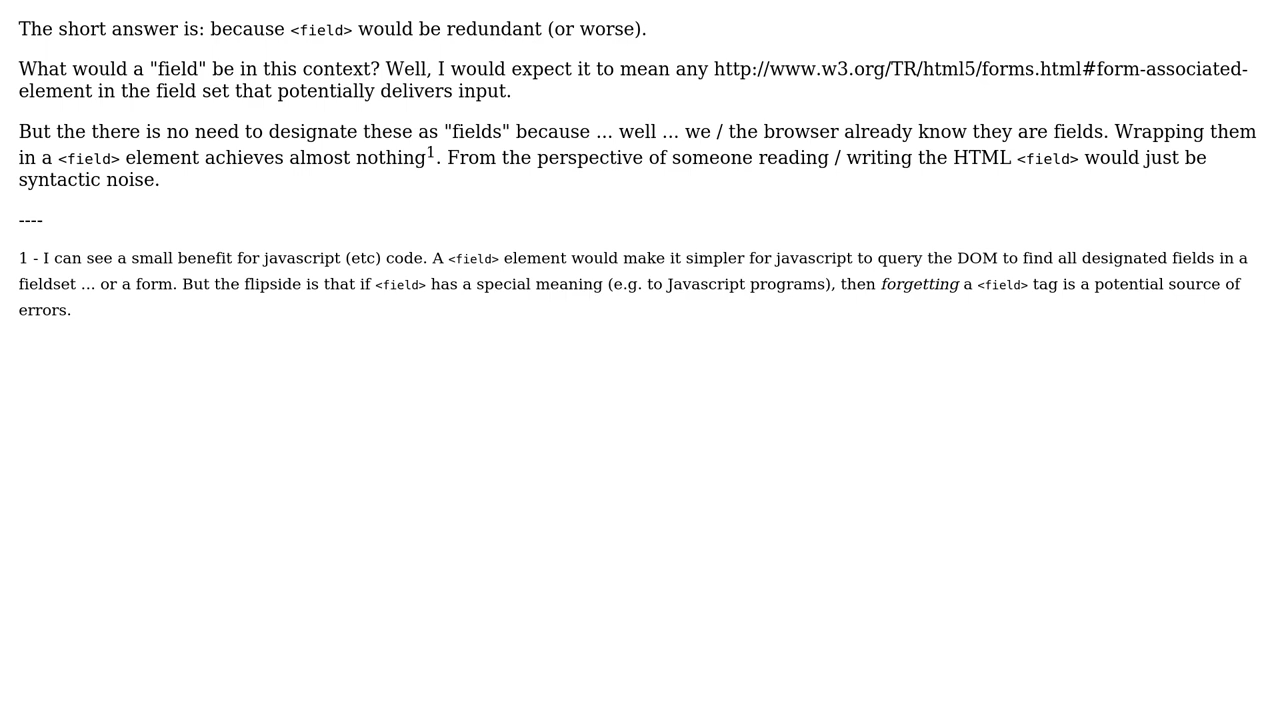 The short answer is: because <field> would be redundant (or worse).
What would a "field" be in this context? Well, I would expect it to mean any http://www.w3.org/TR/html5/forms.html#form-associated-
element in the field set that potentially delivers input.
But the there is no need to designate these as "fields" because ... well ... we / the browser already know they are fields. Wrapping them
in a <field> element achieves almost nothing1. From the perspective of someone reading / writing the HTML <field> would just be
syntactic noise.
----
1 - I can see a small benefit for javascript (etc) code. A <field> element would make it simpler for javascript to query the DOM to find all designated fields in a
fieldset ... or a form. But the flipside is that if <field> has a special meaning (e.g. to Javascript programs), then forgetting a <field> tag is a potential source of
errors.